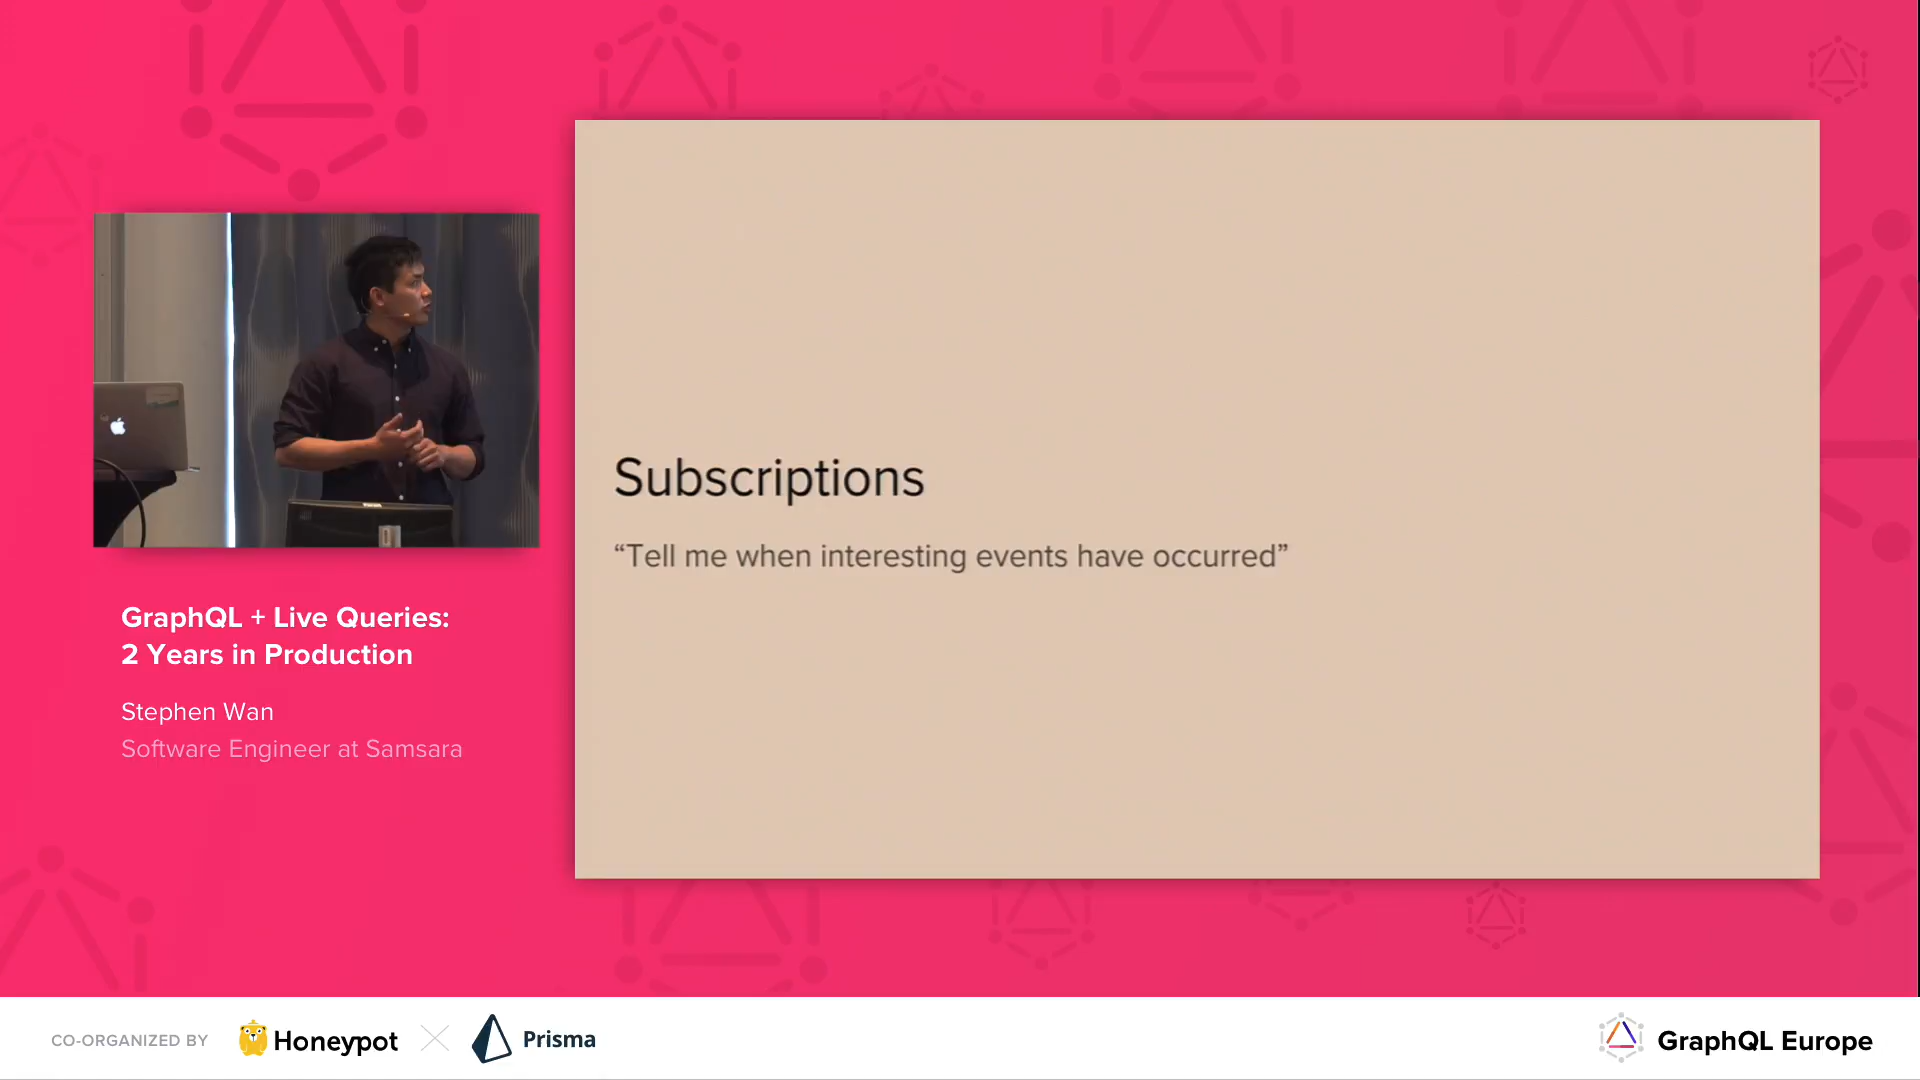 Subscriptions
“Tell me when interesting events have occurred”
GraphQL + Live Queries:
2 Years in Production
Stephen Wan
Software Engineer at Samsara
CO-ORGANIZED BY
Honeypot
Prisma
GraphQL Europe